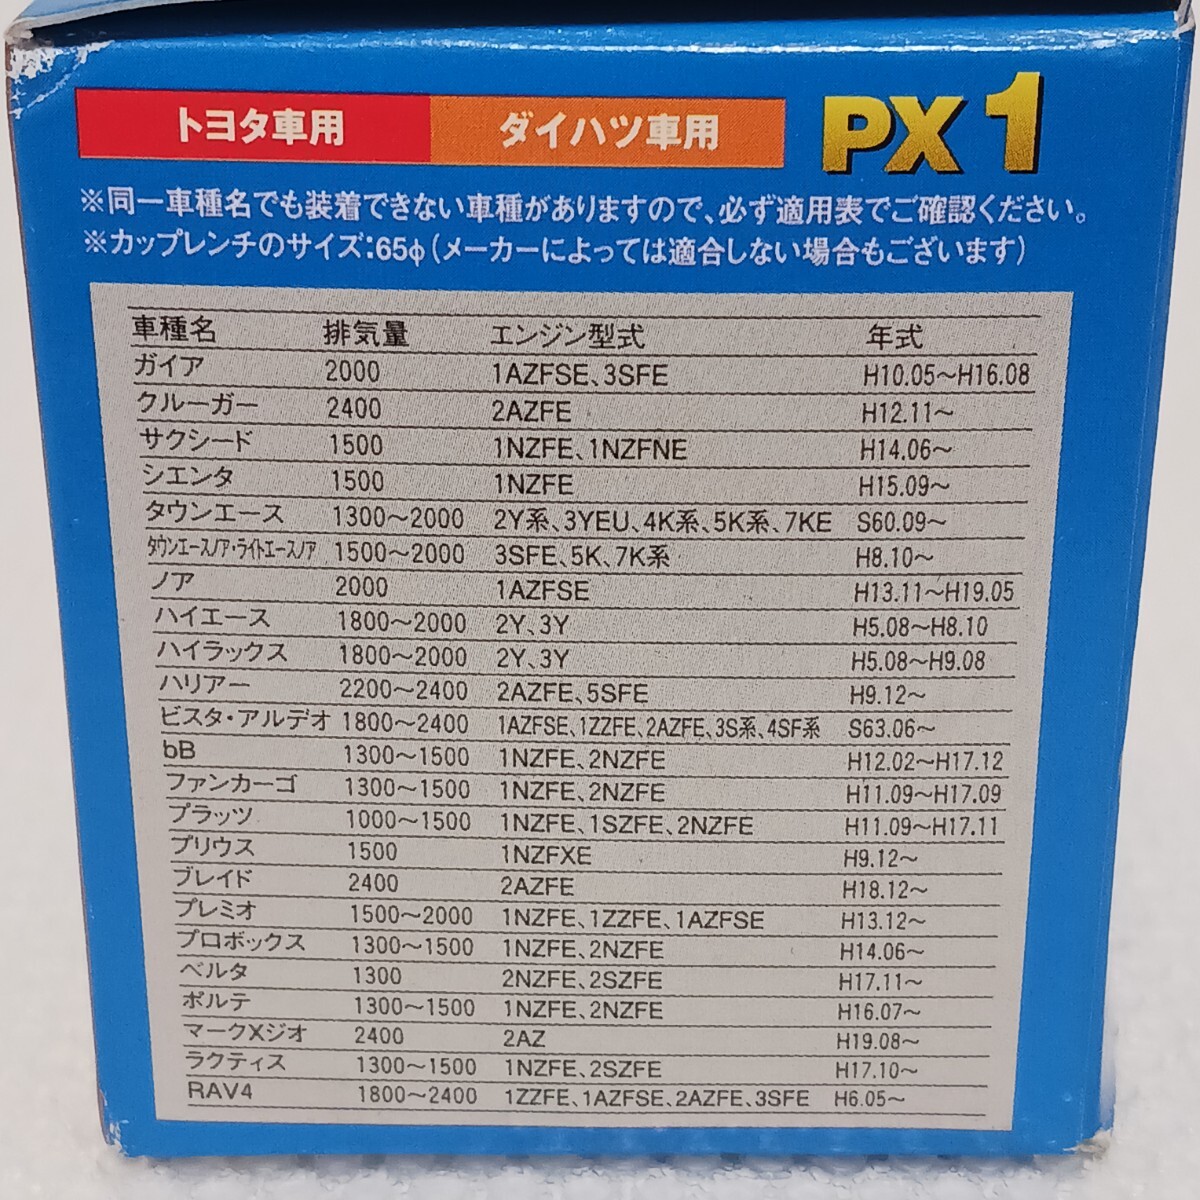 トヨタ車用 ダイハツ車用 PX1
※同一車種名でも装着できない車種がありますので、必ず適用表でご確認ください。
※カップレンチのサイズ:65φ(メーカーによっては適合しない場合もございます)
車種名 排気量 エンジン型式 年式
ガイア 2000 1AZFSE、3SFE H10.05〜H16.08
クルーガー 2400 2AZFE H12.11〜
サクシード 1500 1NZFE、1NZFNE H14.06〜
シエンタ 1500 1NZFE H15.09〜
タウンエース 1300〜2000 2Y系、3YEU、4K系、5K系、7KE S60.09〜
タウンエースノア・ライトエースノア 1500〜2000 3SFE、5K、7K系 H8.10〜
ノア 2000 1AZFSE H13.11〜H19.05
ハイエース 1800〜2000 2Y、3Y H5.08〜H8.10
ハイラックス 1800〜2000 2Y、3Y H5.08〜H9.08
ハリアー 2200〜2400 2AZFE、5SFE H9.12〜
ビスタ・アルデオ 1800〜2400 1AZFSE、1ZZFE、2AZFE、3S系、4SF系 S63.06〜
bB 1300〜1500 1NZFE、2NZFE H12.02〜H17.12
ファンカーゴ 1300〜1500 1NZFE、2NZFE H11.09〜H17.09
プラッツ 1000〜1500 1NZFE、1SZFE、2NZFE H11.09〜H17.11
プリウス 1500 1NZFXE H9.12〜
ブレイド 2400 2AZFE H18.12〜
プレミオ 1500〜2000 1NZFE、1ZZFE、1AZFSE H13.12〜
プロボックス 1300〜1500 1NZFE、2NZFE H14.06〜
ベルタ 1300 2NZFE、2SZFE H17.11〜
ポルテ 1300〜1500 1NZFE、2NZFE H16.07〜
マークXジオ 2400 2AZ H19.08〜
ラクティス 1300〜1500 1NZFE、2SZFE H17.10〜
RAV4 1800〜2400 1ZZFE、1AZFSE、2AZFE、3SFE H6.05〜